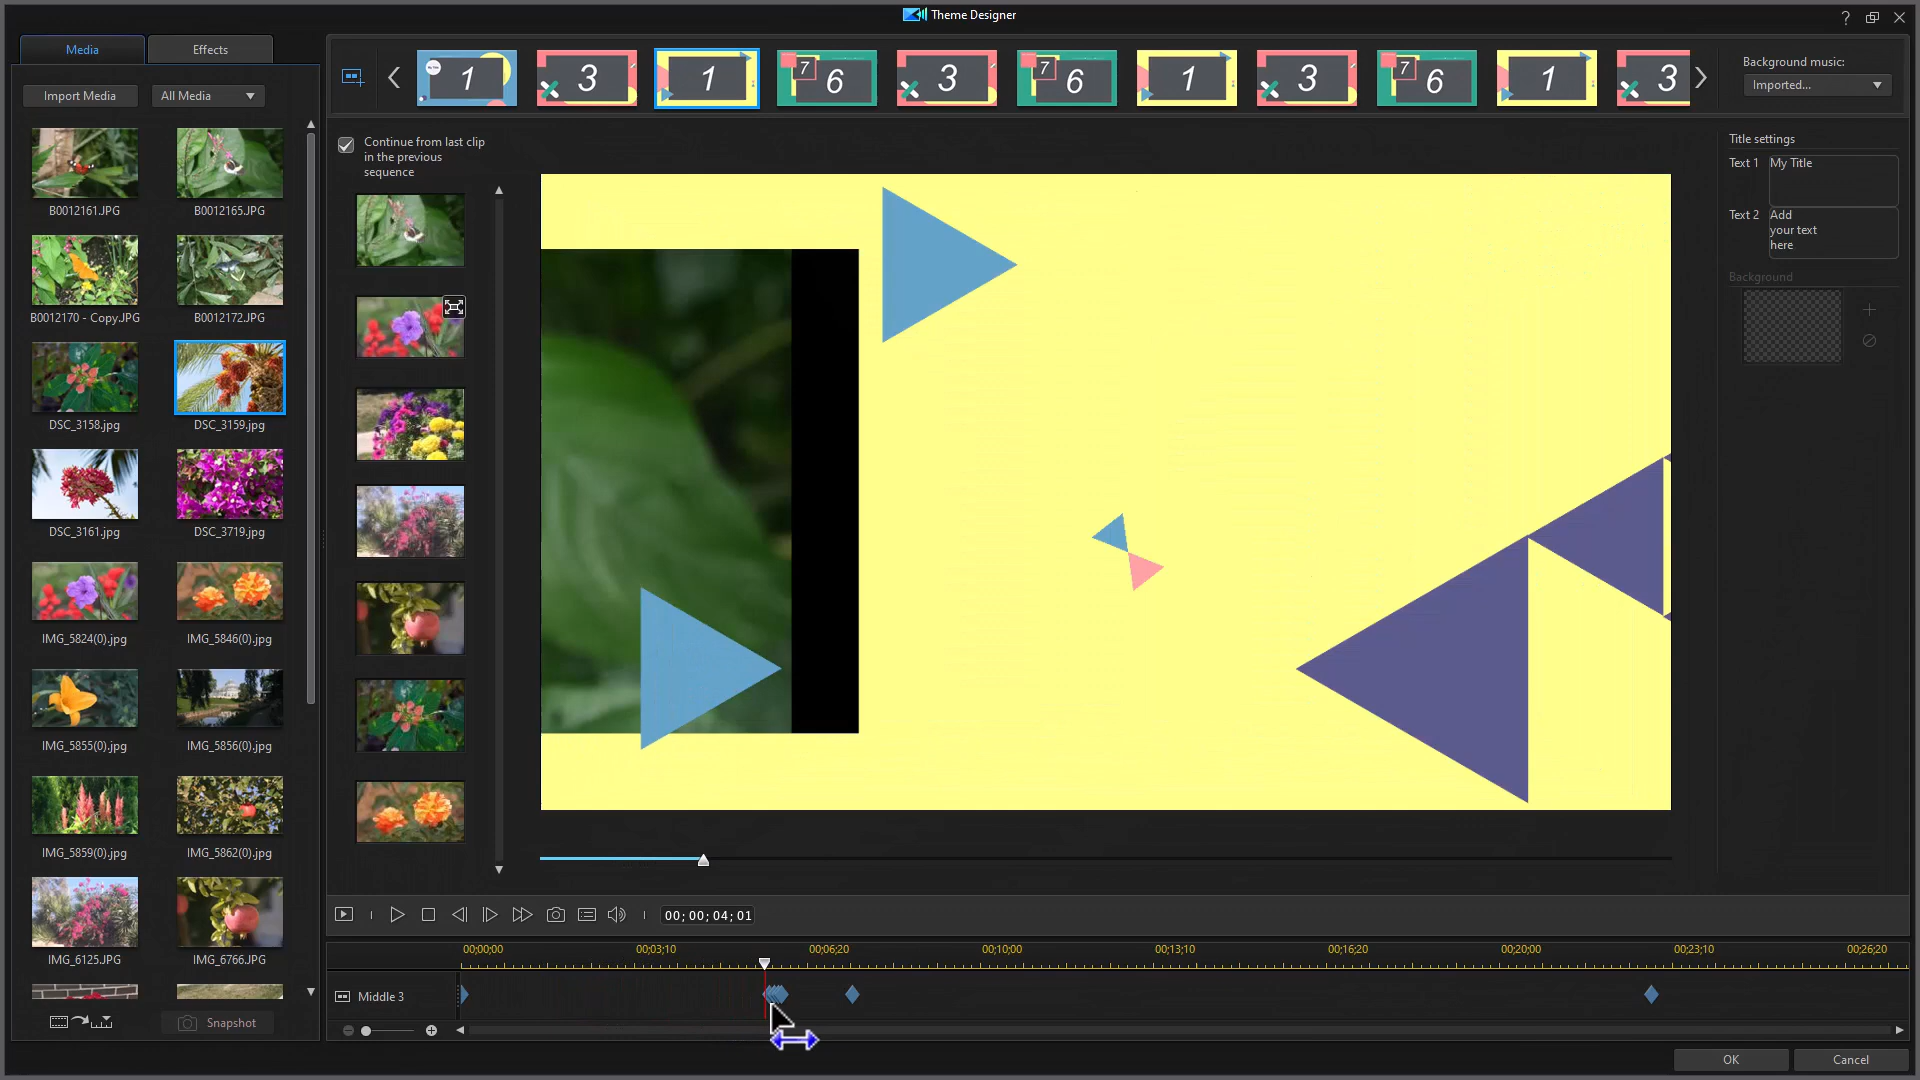 Theme Designer
?
Media
Effects
Import Media
All Media
B0012161.JPG
B0012165.JPG
B0012170 - Copy.JPG
B0012172.JPG
DSC_3158.jpg
DSC_3159.jpg
DSC_3161.jpg
DSC_3719.jpg
IMG_5824(0).jpg
IMG_5846(0).jpg
IMG_5855(0).jpg
IMG_5856(0).jpg
IMG_5859(0).jpg
IMG_5862(0).jpg
IMG_6125.JPG
IMG_6766.JPG
Snapshot
1
3
1
7 6
3
7 6
1
3
7 6
1
3
Background music:
Imported...
Continue from last clip
in the previous
sequence
Title settings
Text 1
My Title
Text 2
Add
your text
here
Background
00;00;04;01
00;00;00
00;03;10
00;06;20
00;10;00
00;13;10
00;16;20
00;20;00
00;23;10
00;26;20
Middle 3
OK
Cancel